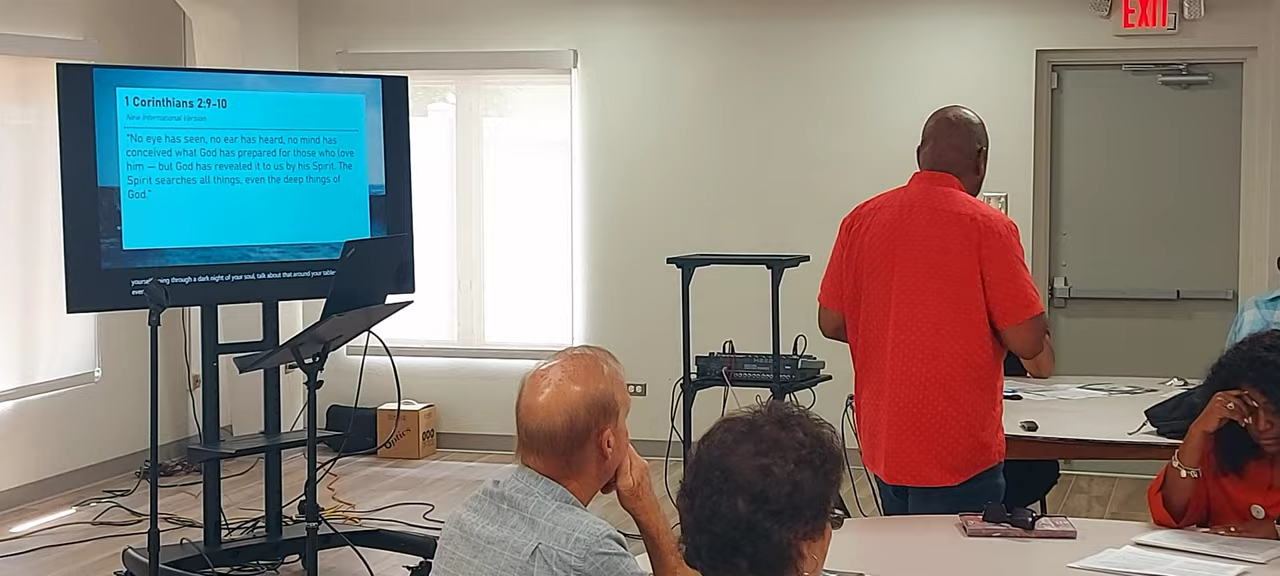 1 Corinthians 2:9-10
New International Version
"No eye has seen, no ear has heard, no mind has
conceived what God has prepared for those who love
him — but God has revealed it to us by his Spirit. The
Spirit searches all things, even the deep things of
God."
through a dark night of your soul, talk about that around your table
EXIT
Optics